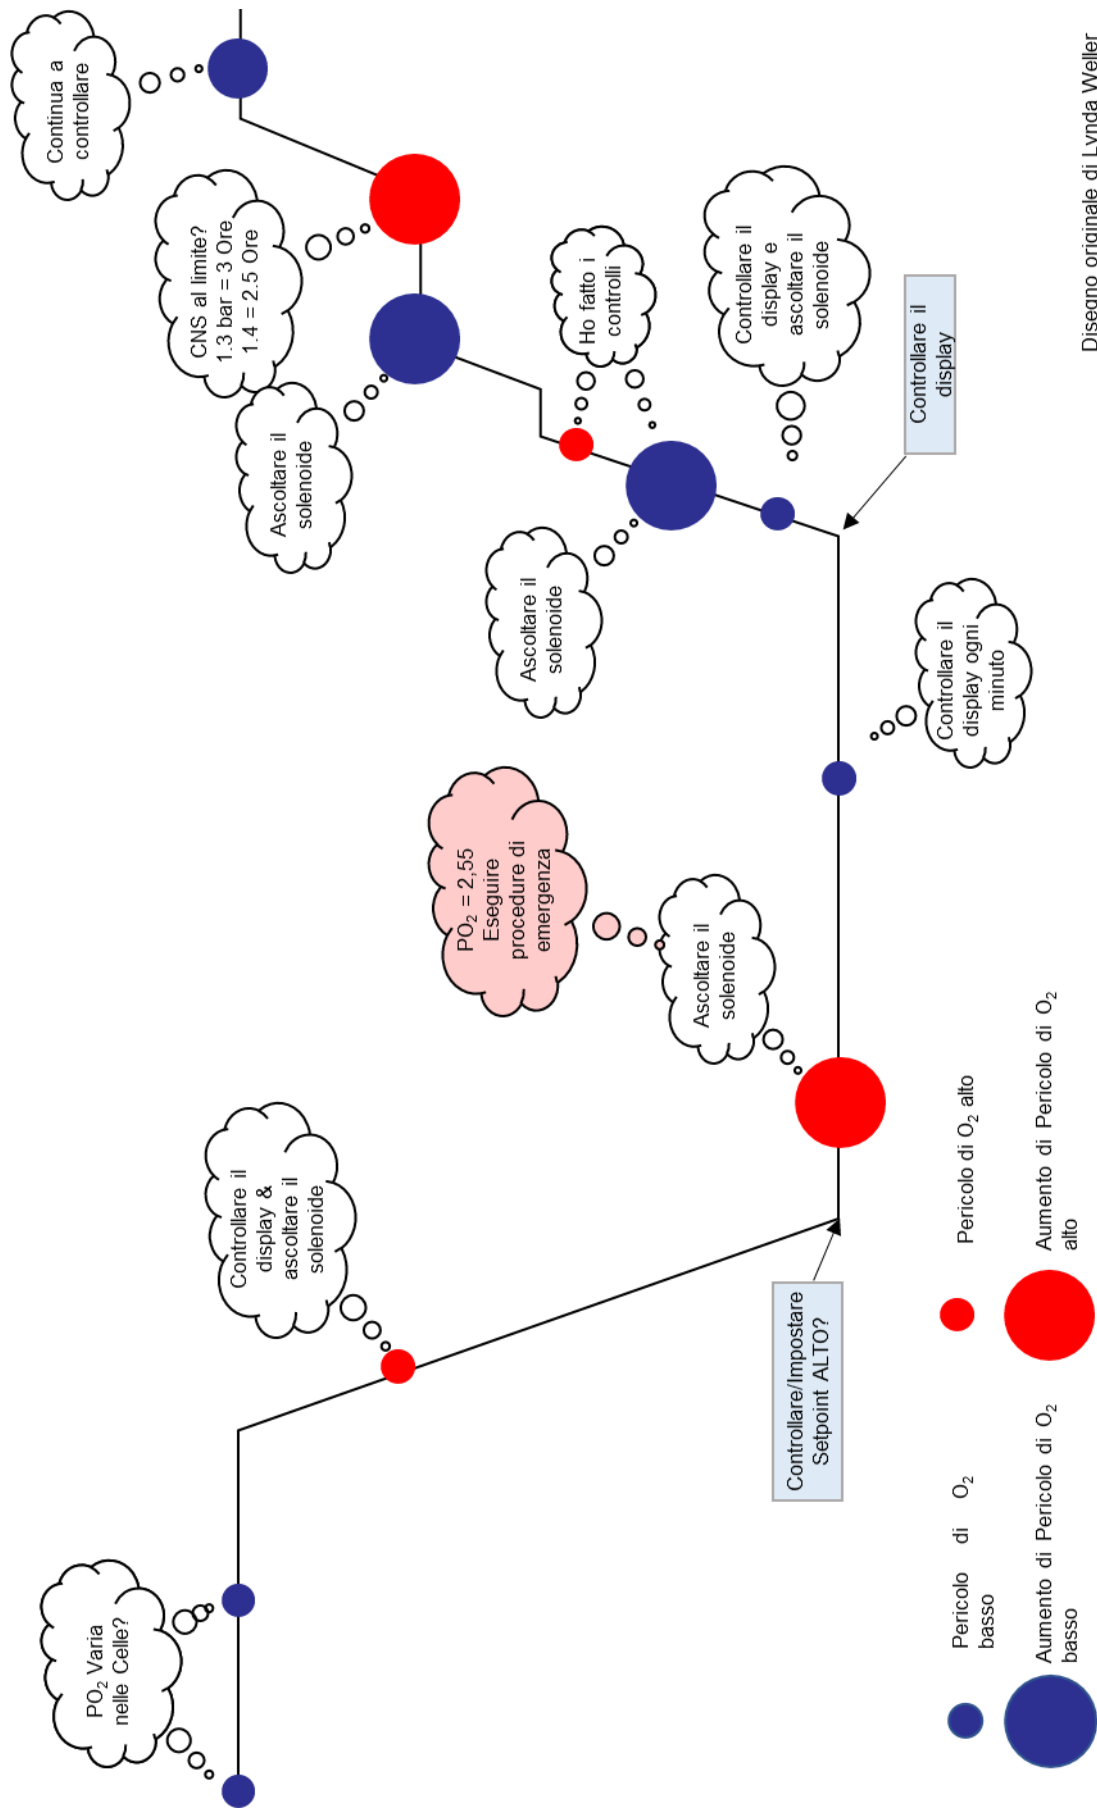 PO2 Varia
nelle Celle?
Controllare il
display &
ascoltare il
solenoide
Controllare/Impostare
Setpoint ALTO?
PO2 = 2,55
Eseguire
procedure di
emergenza
Ascoltare il
solenoide
Controllare il
display ogni
minuto
Controllare il
display
Controllare il
display e
ascoltare il
solenoide
Ascoltare il
solenoide
Ho fatto i
controlli
Ascoltare il
solenoide
CNS al limite?
1.3 bar = 3 Ore
1.4 = 2.5 Ore
Continua a
controllare
Pericolo di O2
basso
Pericolo di O2 alto
Aumento di Pericolo di O2
basso
Aumento di Pericolo di O2
alto
Disegno originale di Lynda Weller